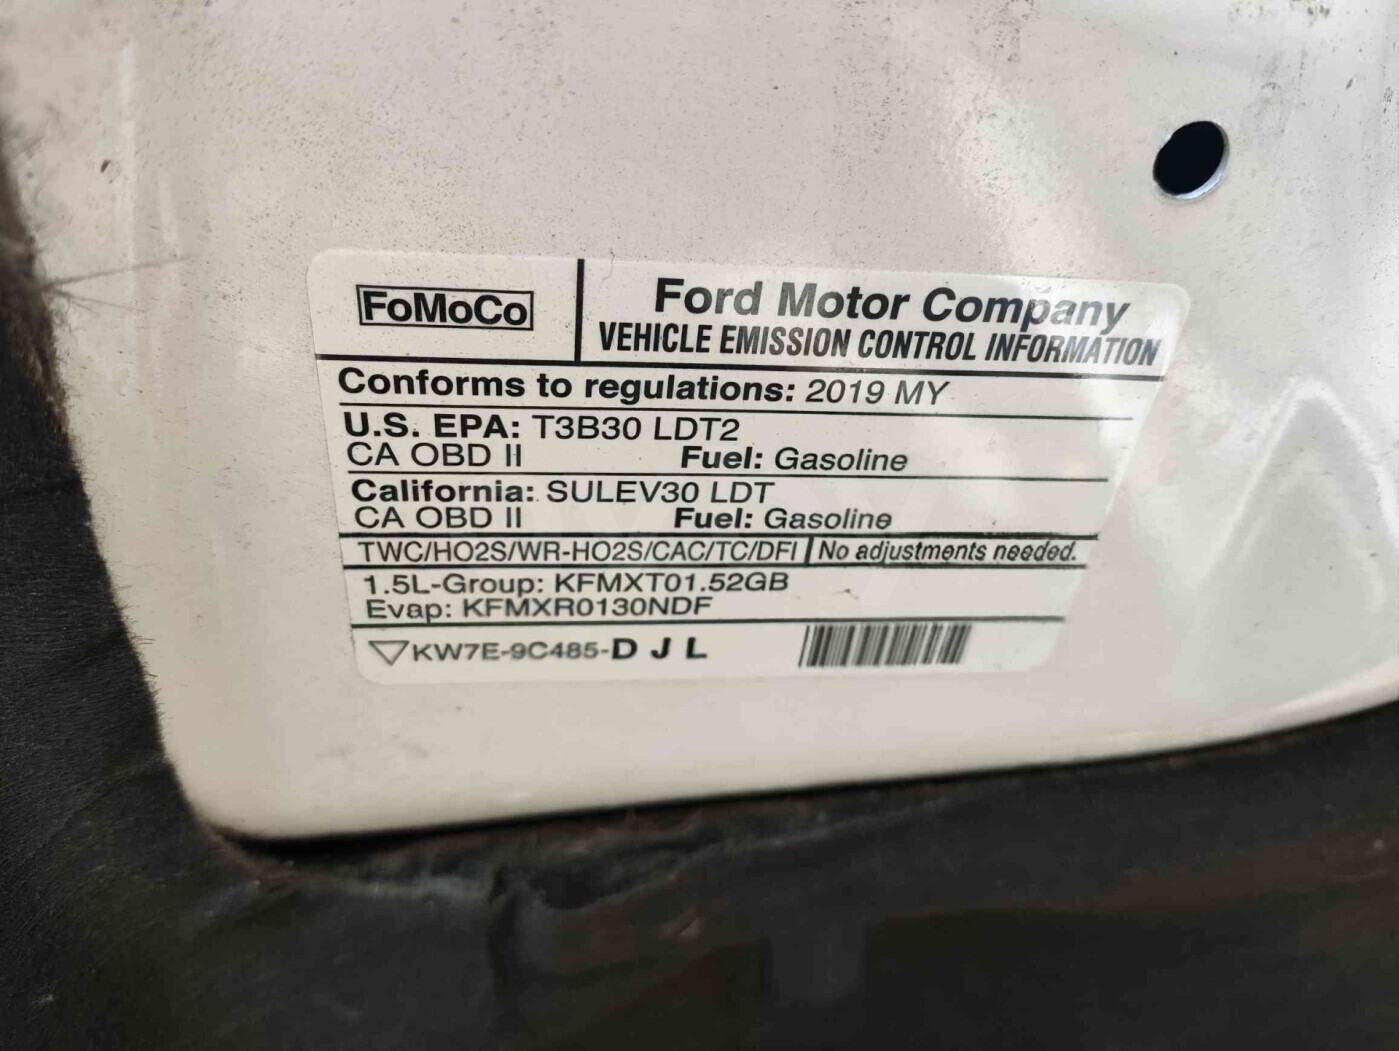 FoMoCo
Ford Motor Company
VEHICLE EMISSION CONTROL INFORMATION
Conforms to regulations: 2019 MY
U.S. EPA: T3B30 LDT2
CA OBD II Fuel: Gasoline
California: SULEV30 LDT
CA OBD II Fuel: Gasoline
TWC/HO2S/WR-HO2S/CAC/TC/DFI No adjustments needed.
1.5L-Group: KFMXT01.52GB
Evap: KFMXR0130NDF
KW7E-9C485-D J L